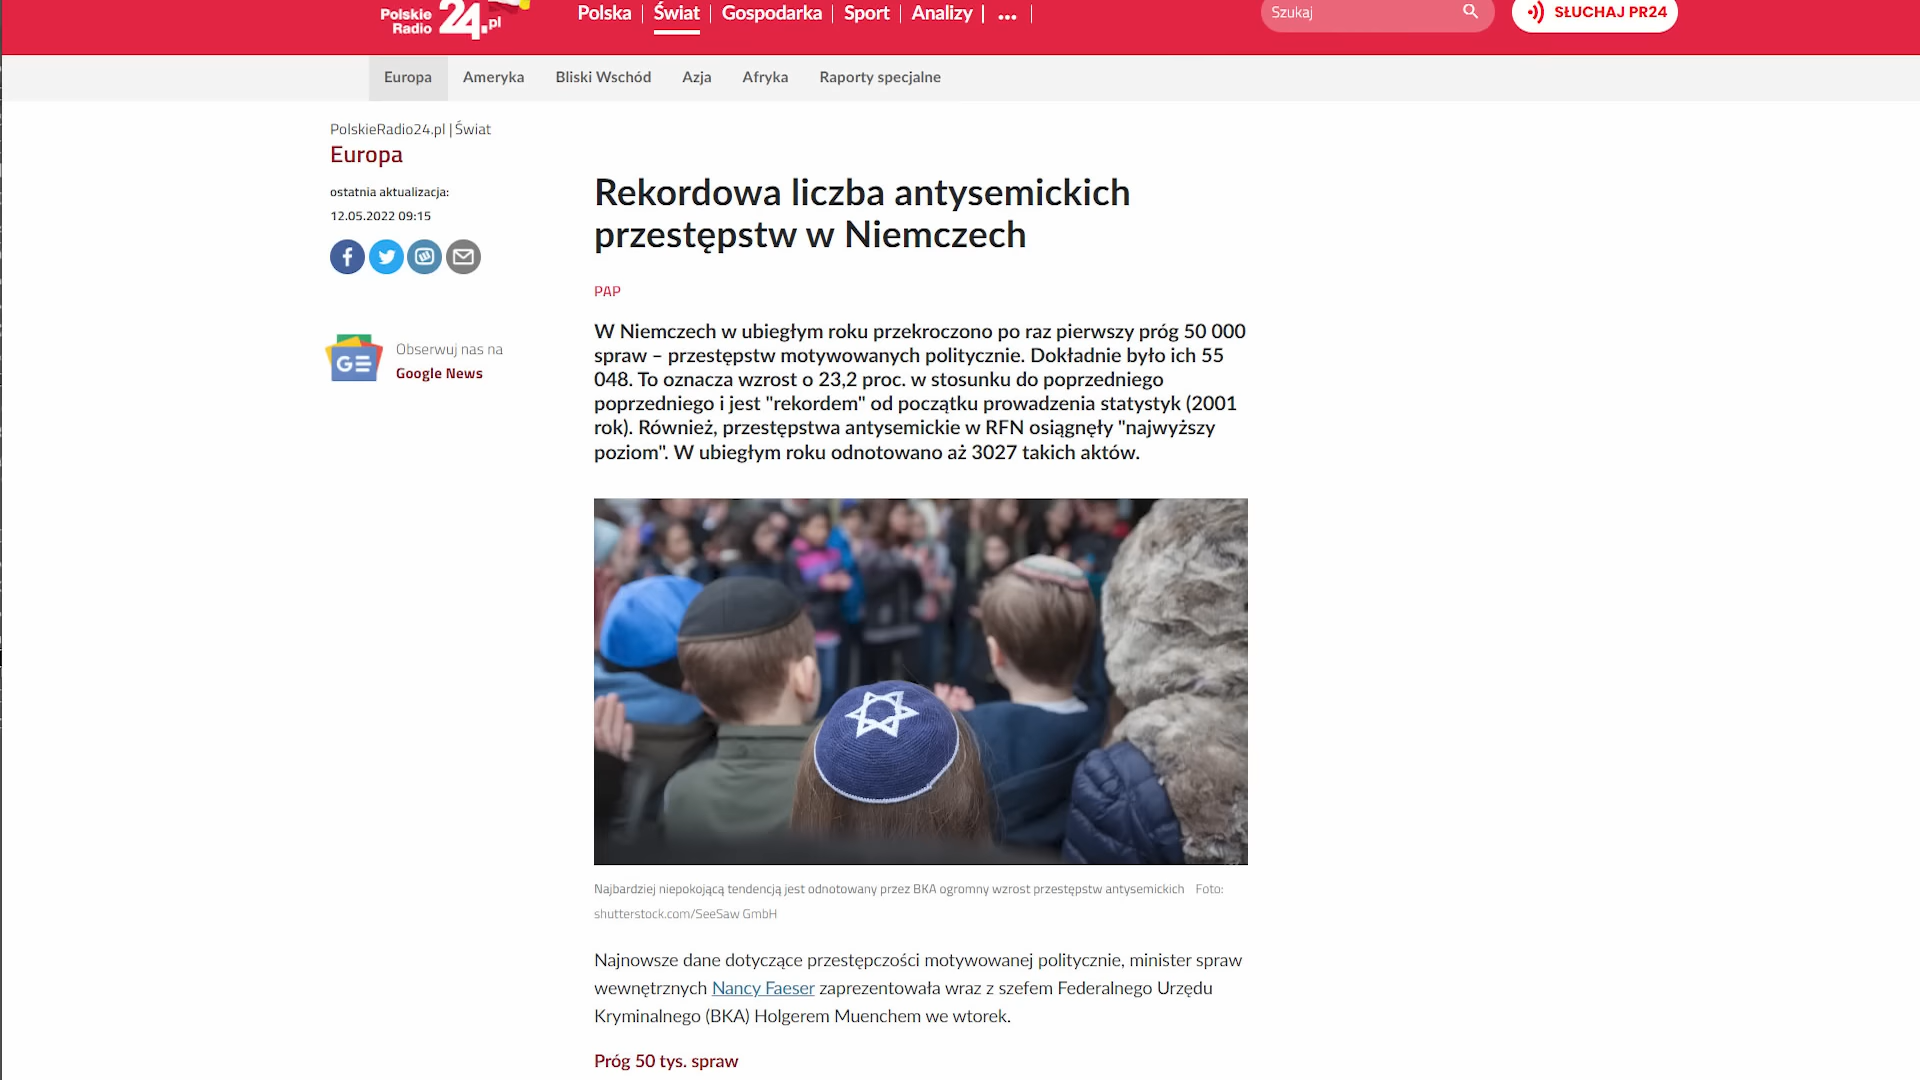 Polskie
Radio
24.pl
Polska
Świat
Gospodarka
Sport
Analizy
...
Szukaj
SŁUCHAJ PR24
Europa
Ameryka
Bliski Wschód
Azja
Afryka
Raporty specjalne
PolskieRadio24.pl | Świat
Europa
ostatnia aktualizacja:
12.05.2022 09:15
Obserwuj nas na
Google News
Rekordowa liczba antysemickich
przestępstw w Niemczech
PAP
W Niemczech w ubiegłym roku przekroczono po raz pierwszy próg 50 000
spraw – przestępstw motywowanych politycznie. Dokładnie było ich 55
048. To oznacza wzrost o 23,2 proc. w stosunku do poprzedniego
poprzedniego i jest "rekordem" od początku prowadzenia statystyk (2001
rok). Również, przestępstwa antysemickie w RFN osiągnęły "najwyższy
poziom". W ubiegłym roku odnotowano aż 3027 takich aktów.
Najbardziej niepokojącą tendencją jest odnotowany przez BKA ogromny wzrost przestępstw antysemickich Foto:
shutterstock.com/SeeSaw GmbH
Najnowsze dane dotyczące przestępczości motywowanej politycznie, minister spraw
wewnętrznych Nancy Faeser zaprezentowała wraz z szefem Federalnego Urzędu
Kryminalnego (BKA) Holgerem Muenchem we wtorek.
Próg 50 tys. spraw